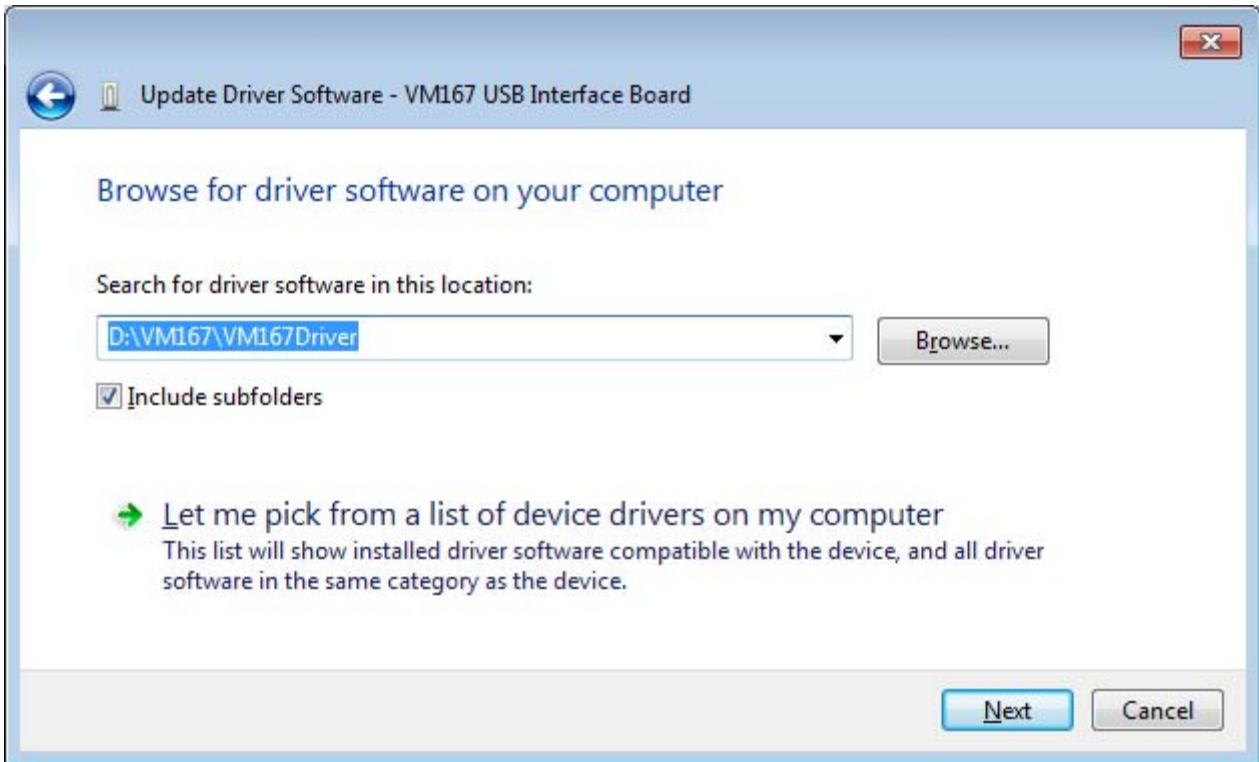 Update Driver Software - VM167 USB Interface Board
Browse for driver software on your computer
Search for driver software in this location:
D:\VM167\VM167Driver
Browse...
Include subfolders
Let me pick from a list of device drivers on my computer
This list will show installed driver software compatible with the device, and all driver
software in the same category as the device.
Next
Cancel